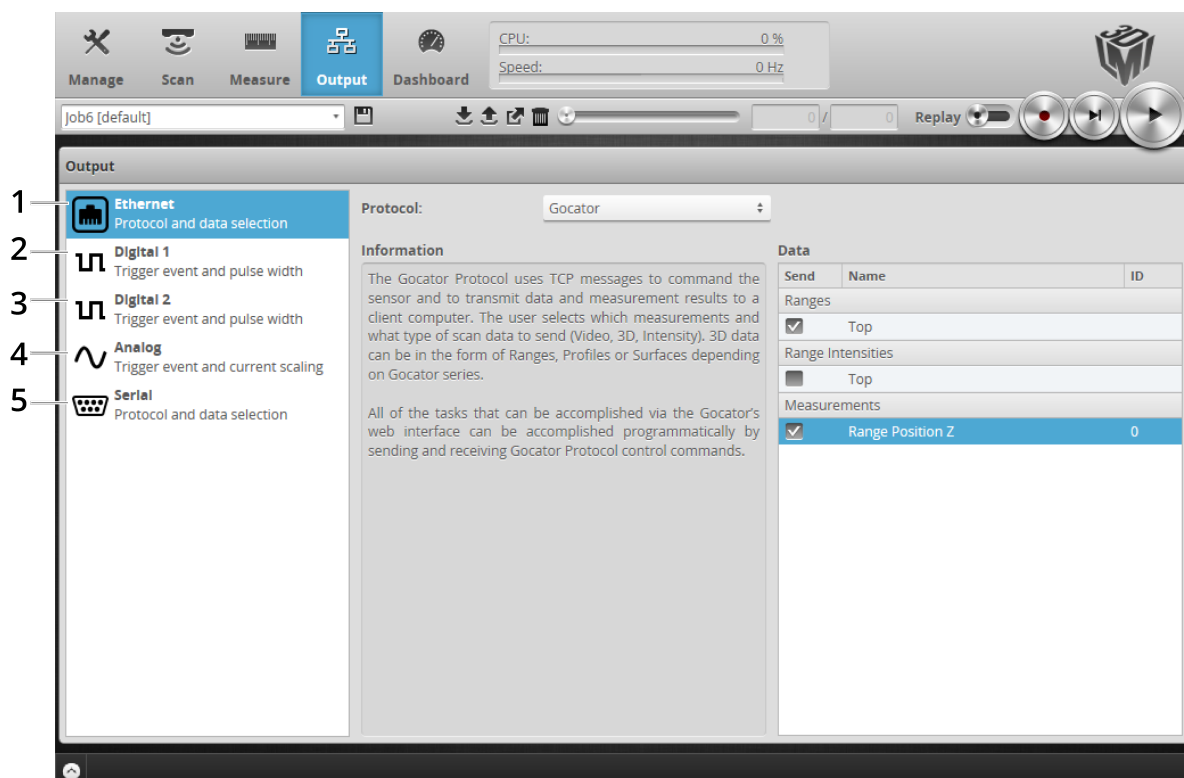 Manage
Scan
Measure
Output
Dashboard
CPU: 0 %
Speed: 0 Hz
3D
LMI
Job6 [default]
0 / 0
Replay
Output
1
Ethernet
Protocol and data selection
2
Digital 1
Trigger event and pulse width
3
Digital 2
Trigger event and pulse width
4
Analog
Trigger event and current scaling
5
Serial
Protocol and data selection
Protocol: Gocator
Information
The Gocator Protocol uses TCP messages to command the
sensor and to transmit data and measurement results to a
client computer. The user selects which measurements and
what type of scan data to send (Video, 3D, Intensity). 3D data
can be in the form of Ranges, Profiles or Surfaces depending
on Gocator series.
All of the tasks that can be accomplished via the Gocator's
web interface can be accomplished programmatically by
sending and receiving Gocator Protocol control commands.
Data
Send Name ID
Ranges
Top
Range Intensities
Top
Measurements
Range Position Z 0